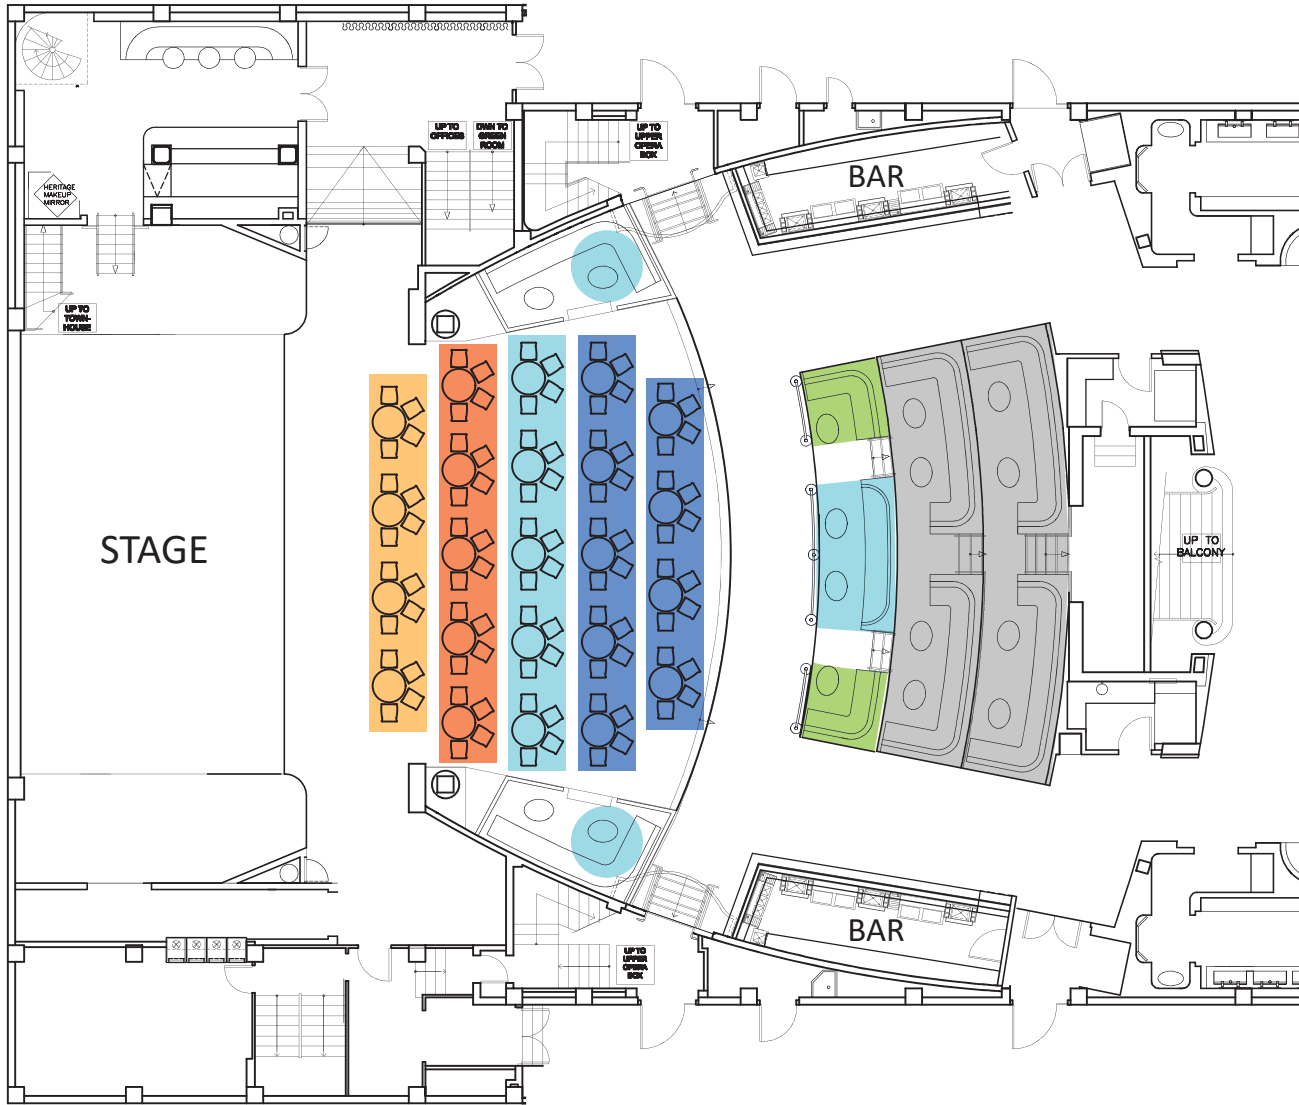 UP TO
OFFICES
DWN TO
GREEN
ROOM
UP TO
UPPER
OPERA
BOX
BAR
HERITAGE
MAKEUP
MIRROR
UP TO
TOWN-
HOUSE
STAGE
UP TO
BALCONY
BAR
UP TO
UPPER
OPERA
BOX